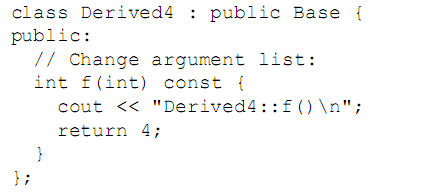 class Derived4 : public Base {
public:
  // Change argument list:
  int f(int) const {
    cout << "Derived4::f()\n";
    return 4;
  }
};